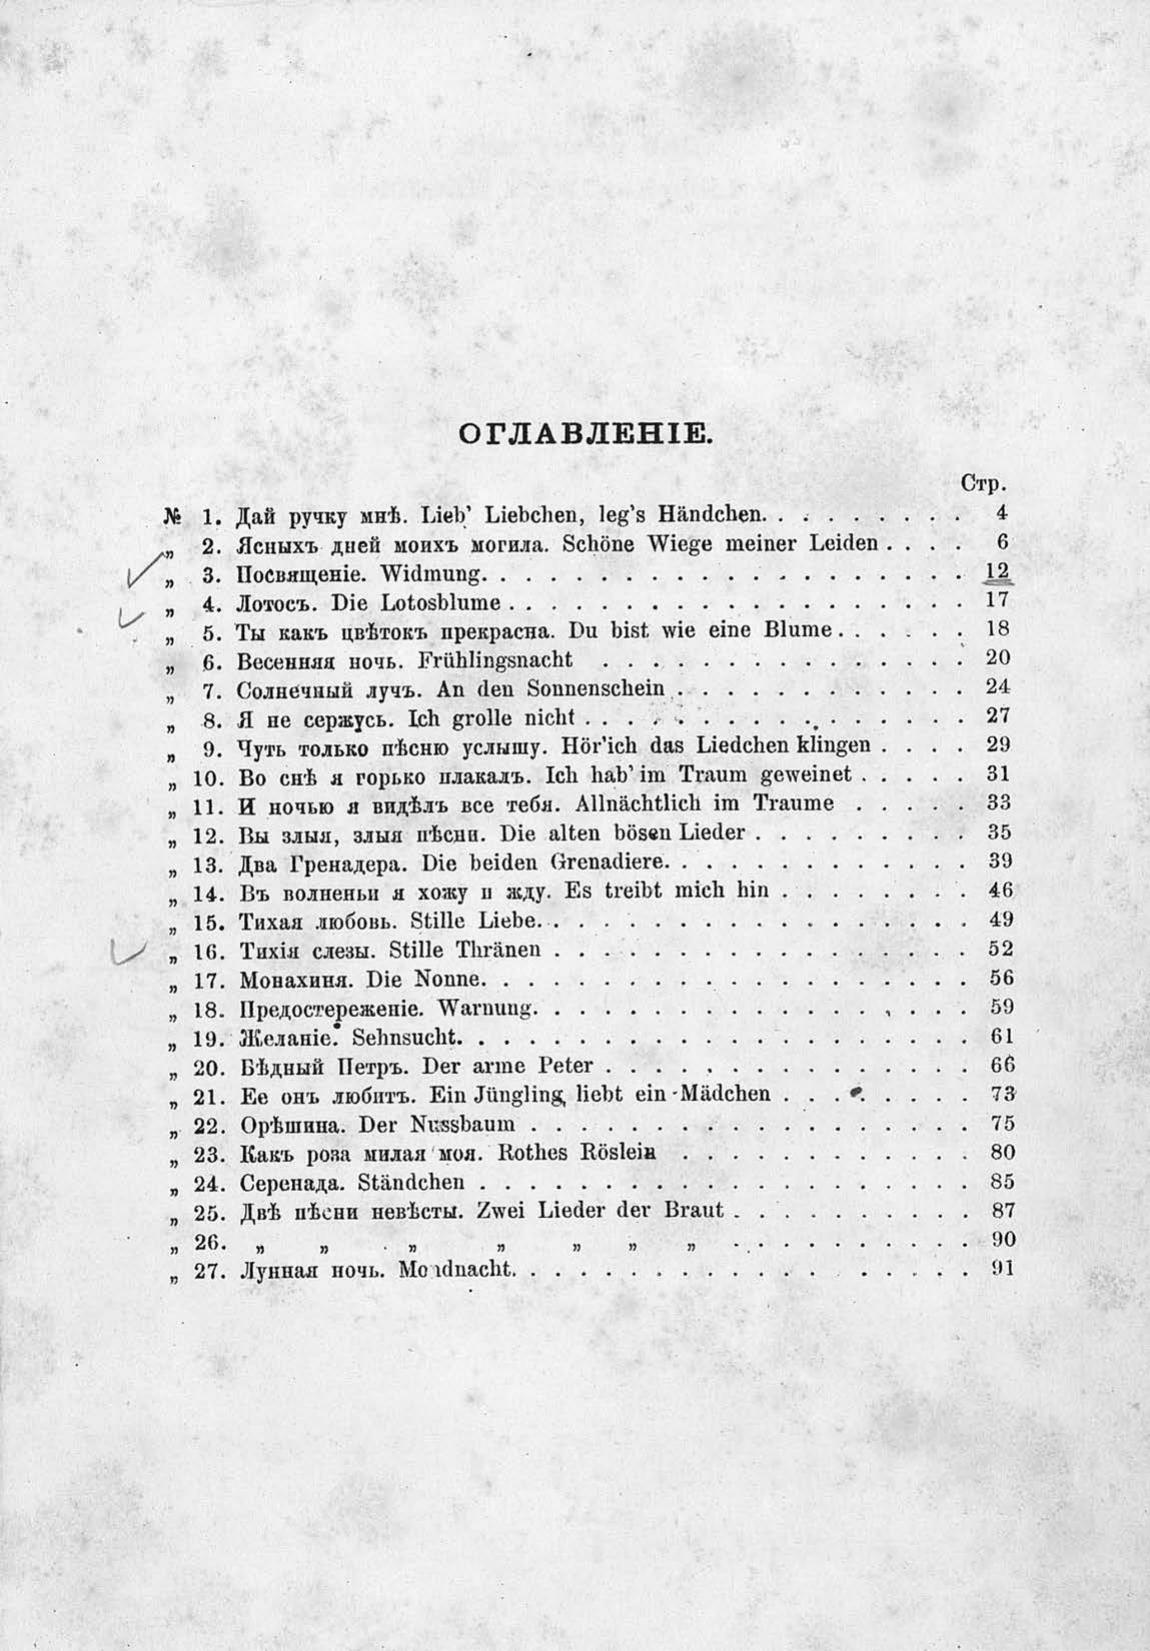 ОГЛАВЛЕНІЕ.
Стр.
№ 1. Дай ручку мнѣ. Lieb' Liebchen, leg's Händchen. . . . . . . . . 4
„ 2. Ясныхъ дней моихъ могила. Schöne Wiege meiner Leiden . . . . 6
„ 3. Посвященіе. Widmung. . . . . . . . . . . . . . . . . . 12
„ 4. Лотосъ. Die Lotosblume . . . . . . . . . . . . . . . . 17
„ 5. Ты какъ цвѣтокъ прекрасна. Du bist wie eine Blume . . . . . . 18
„ 6. Весенняя ночь. Frühlingsnacht . . . . . . . . . . . . . 20
„ 7. Солнечный лучъ. An den Sonnenschein . . . . . . . . . . . 24
„ 8. Я не сержусь. Ich grolle nicht . . . . . . . . . . . . . . 27
„ 9. Чуть только пѣсню услышу. Hör'ich das Liedchen klingen . . . . 29
„ 10. Во снѣ я горько плакалъ. Ich hab' im Traum geweinet . . . . . 31
„ 11. И ночью я видѣлъ все тебя. Allnächtlich im Traume . . . . . 33
„ 12. Вы злыя, злыя пѣсни. Die alten bösen Lieder . . . . . . . . 35
„ 13. Два Гренадера. Die beiden Grenadiere. . . . . . . . . . . . 39
„ 14. Въ волненьи я хожу и жду. Es treibt mich hin . . . . . . . . 46
„ 15. Тихая любовь. Stille Liebe. . . . . . . . . . . . . . . . 49
„ 16. Тихія слезы. Stille Thränen . . . . . . . . . . . . . . . 52
„ 17. Монахиня. Die Nonne. . . . . . . . . . . . . . . . . . 56
„ 18. Предостереженіе. Warnung. . . . . . . . . . . . . . . . 59
„ 19. Желаніе. Sehnsucht. . . . . . . . . . . . . . . . . . . 61
„ 20. Бѣдный Петръ. Der arme Peter . . . . . . . . . . . . . . 66
„ 21. Ее онъ любитъ. Ein Jüngling liebt ein Mädchen . . . . . . . . 73
„ 22. Орѣшина. Der Nussbaum . . . . . . . . . . . . . . . . 75
„ 23. Какъ роза милая моя. Rothes Röslein . . . . . . . . . . . 80
„ 24. Серенада. Ständchen . . . . . . . . . . . . . . . . . . 85
„ 25. Двѣ пѣсни невѣсты. Zwei Lieder der Braut . . . . . . . . . 87
„ 26. „ „ „ „ „ „ „ . . . . . . . . . 90
„ 27. Лунная ночь. Mondnacht. . . . . . . . . . . . . . . . . 91